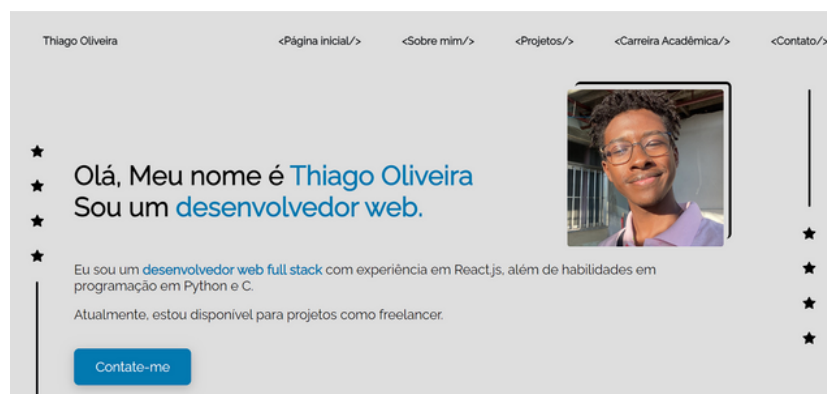 Thiago Oliveira
<Página inicial/>
<Sobre mim/>
<Projetos/>
<Carreira Acadêmica/>
<Contato/>
Olá, Meu nome é Thiago Oliveira
Sou um desenvolvedor web.
Eu sou um desenvolvedor web full stack com experiência em React.js, além de habilidades em
programação em Python e C.
Atualmente, estou disponível para projetos como freelancer.
Contate-me